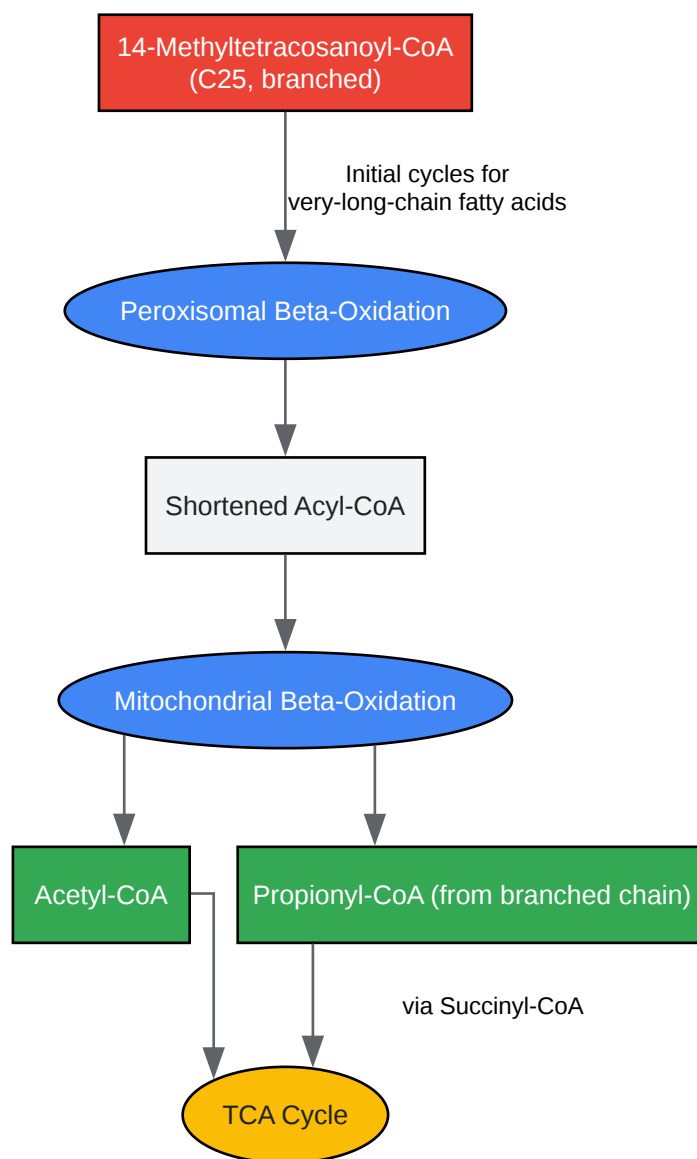 14-Methyltetracosanoyl-CoA
(C25, branched)
Initial cycles for
very-long-chain fatty acids
Peroxisomal Beta-Oxidation
Shortened Acyl-CoA
Mitochondrial Beta-Oxidation
Acetyl-CoA
Propionyl-CoA (from branched chain)
via Succinyl-CoA
TCA Cycle